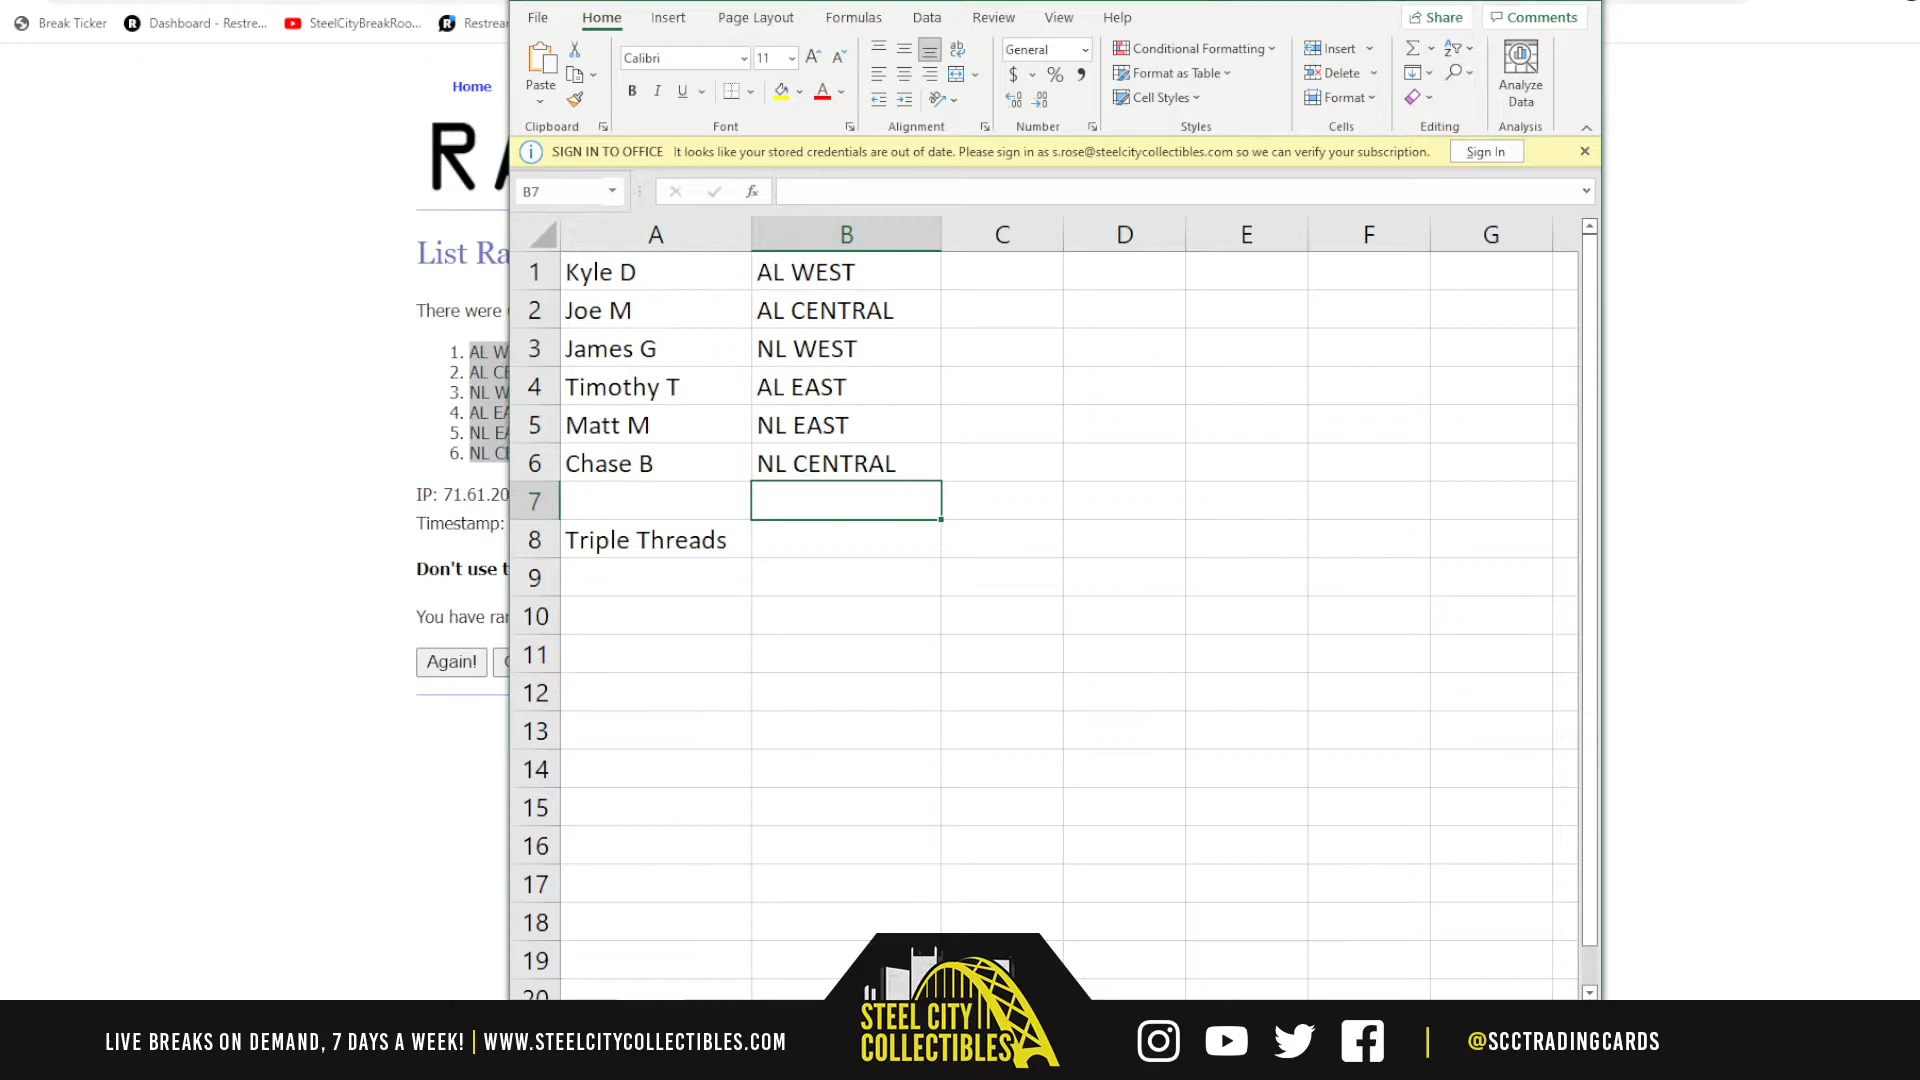 Break Ticker
Dashboard - Restre...
SteelCityBreakRoo...
Restrea
Home
List Ra
There were
1. AL W
2. AL CE
3. NL W
4. AL EA
5. NL EA
6. NL CE
IP: 71.61.20
Timestamp:
Don't use t
You have ra
Again!
File Home Insert Page Layout Formulas Data Review View Help Share Comments
Paste Calibri 11 General Conditional Formatting Insert
B I U A $ % Format as Table Delete
Cell Styles Format Analyze Data
Clipboard Font Alignment Number Styles Cells Editing Analysis
SIGN IN TO OFFICE It looks like your stored credentials are out of date. Please sign in as s.rose@steelcitycollectibles.com so we can verify your subscription. Sign In
B7 fx
A B C D E F G
1 Kyle D AL WEST
2 Joe M AL CENTRAL
3 James G NL WEST
4 Timothy T AL EAST
5 Matt M NL EAST
6 Chase B NL CENTRAL
7
8 Triple Threads
9
10
11
12
13
14
15
16
17
18
19
20
LIVE BREAKS ON DEMAND, 7 DAYS A WEEK! | WWW.STEELCITYCOLLECTIBLES.COM
STEEL CITY
COLLECTIBLES
@SCCTRADINGCARDS